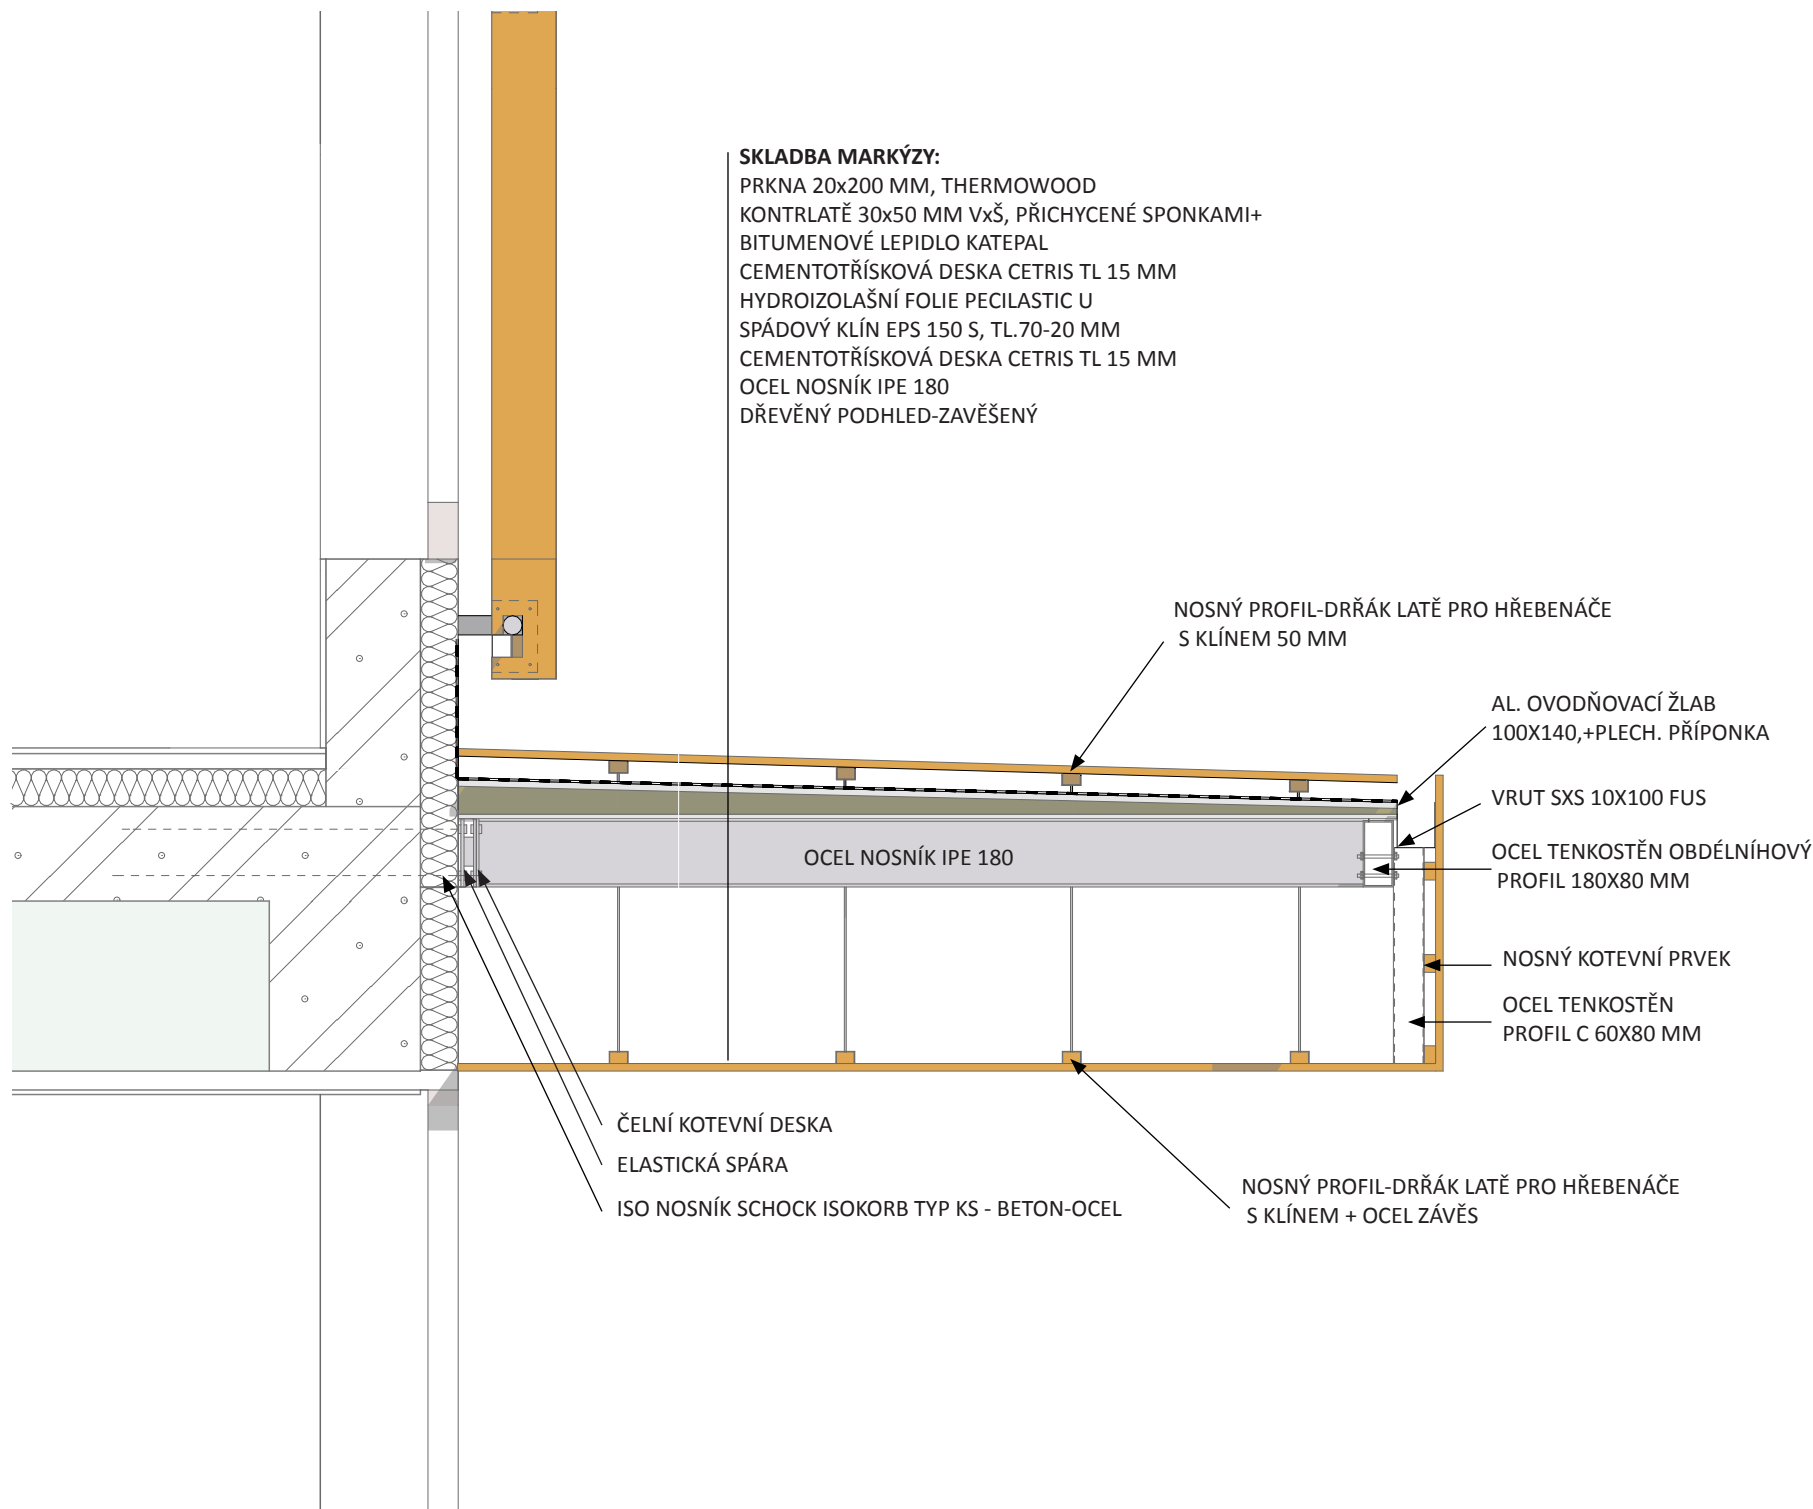 SKLADBA MARKÝZY:
PRKNA 20x200 MM, THERMOWOOD
KONTRLATĚ 30x50 MM VxŠ, PŘICHYCENÉ SPONKAMI+
BITUMENOVÉ LEPIDLO KATEPAL
CEMENTOTŘÍSKOVÁ DESKA CETRIS TL 15 MM
HYDROIZOLAŠNÍ FOLIE PECILASTIC U
SPÁDOVÝ KLÍN EPS 150 S, TL.70-20 MM
CEMENTOTŘÍSKOVÁ DESKA CETRIS TL 15 MM
OCEL NOSNÍK IPE 180
DŘEVĚNÝ PODHLED-ZAVĚŠENÝ
NOSNÝ PROFIL-DRŘÁK LATĚ PRO HŘEBENÁČE
S KLÍNEM 50 MM
AL. OVODŇOVACÍ ŽLAB
100X140,+PLECH. PŘÍPONKA
VRUT SXS 10X100 FUS
OCEL TENKOSTĚN OBDÉLNÍHOVÝ
PROFIL 180X80 MM
OCEL NOSNÍK IPE 180
NOSNÝ KOTEVNÍ PRVEK
OCEL TENKOSTĚN
PROFIL C 60X80 MM
ČELNÍ KOTEVNÍ DESKA
ELASTICKÁ SPÁRA
ISO NOSNÍK SCHOCK ISOKORB TYP KS - BETON-OCEL
NOSNÝ PROFIL-DRŘÁK LATĚ PRO HŘEBENÁČE
S KLÍNEM + OCEL ZÁVĚS